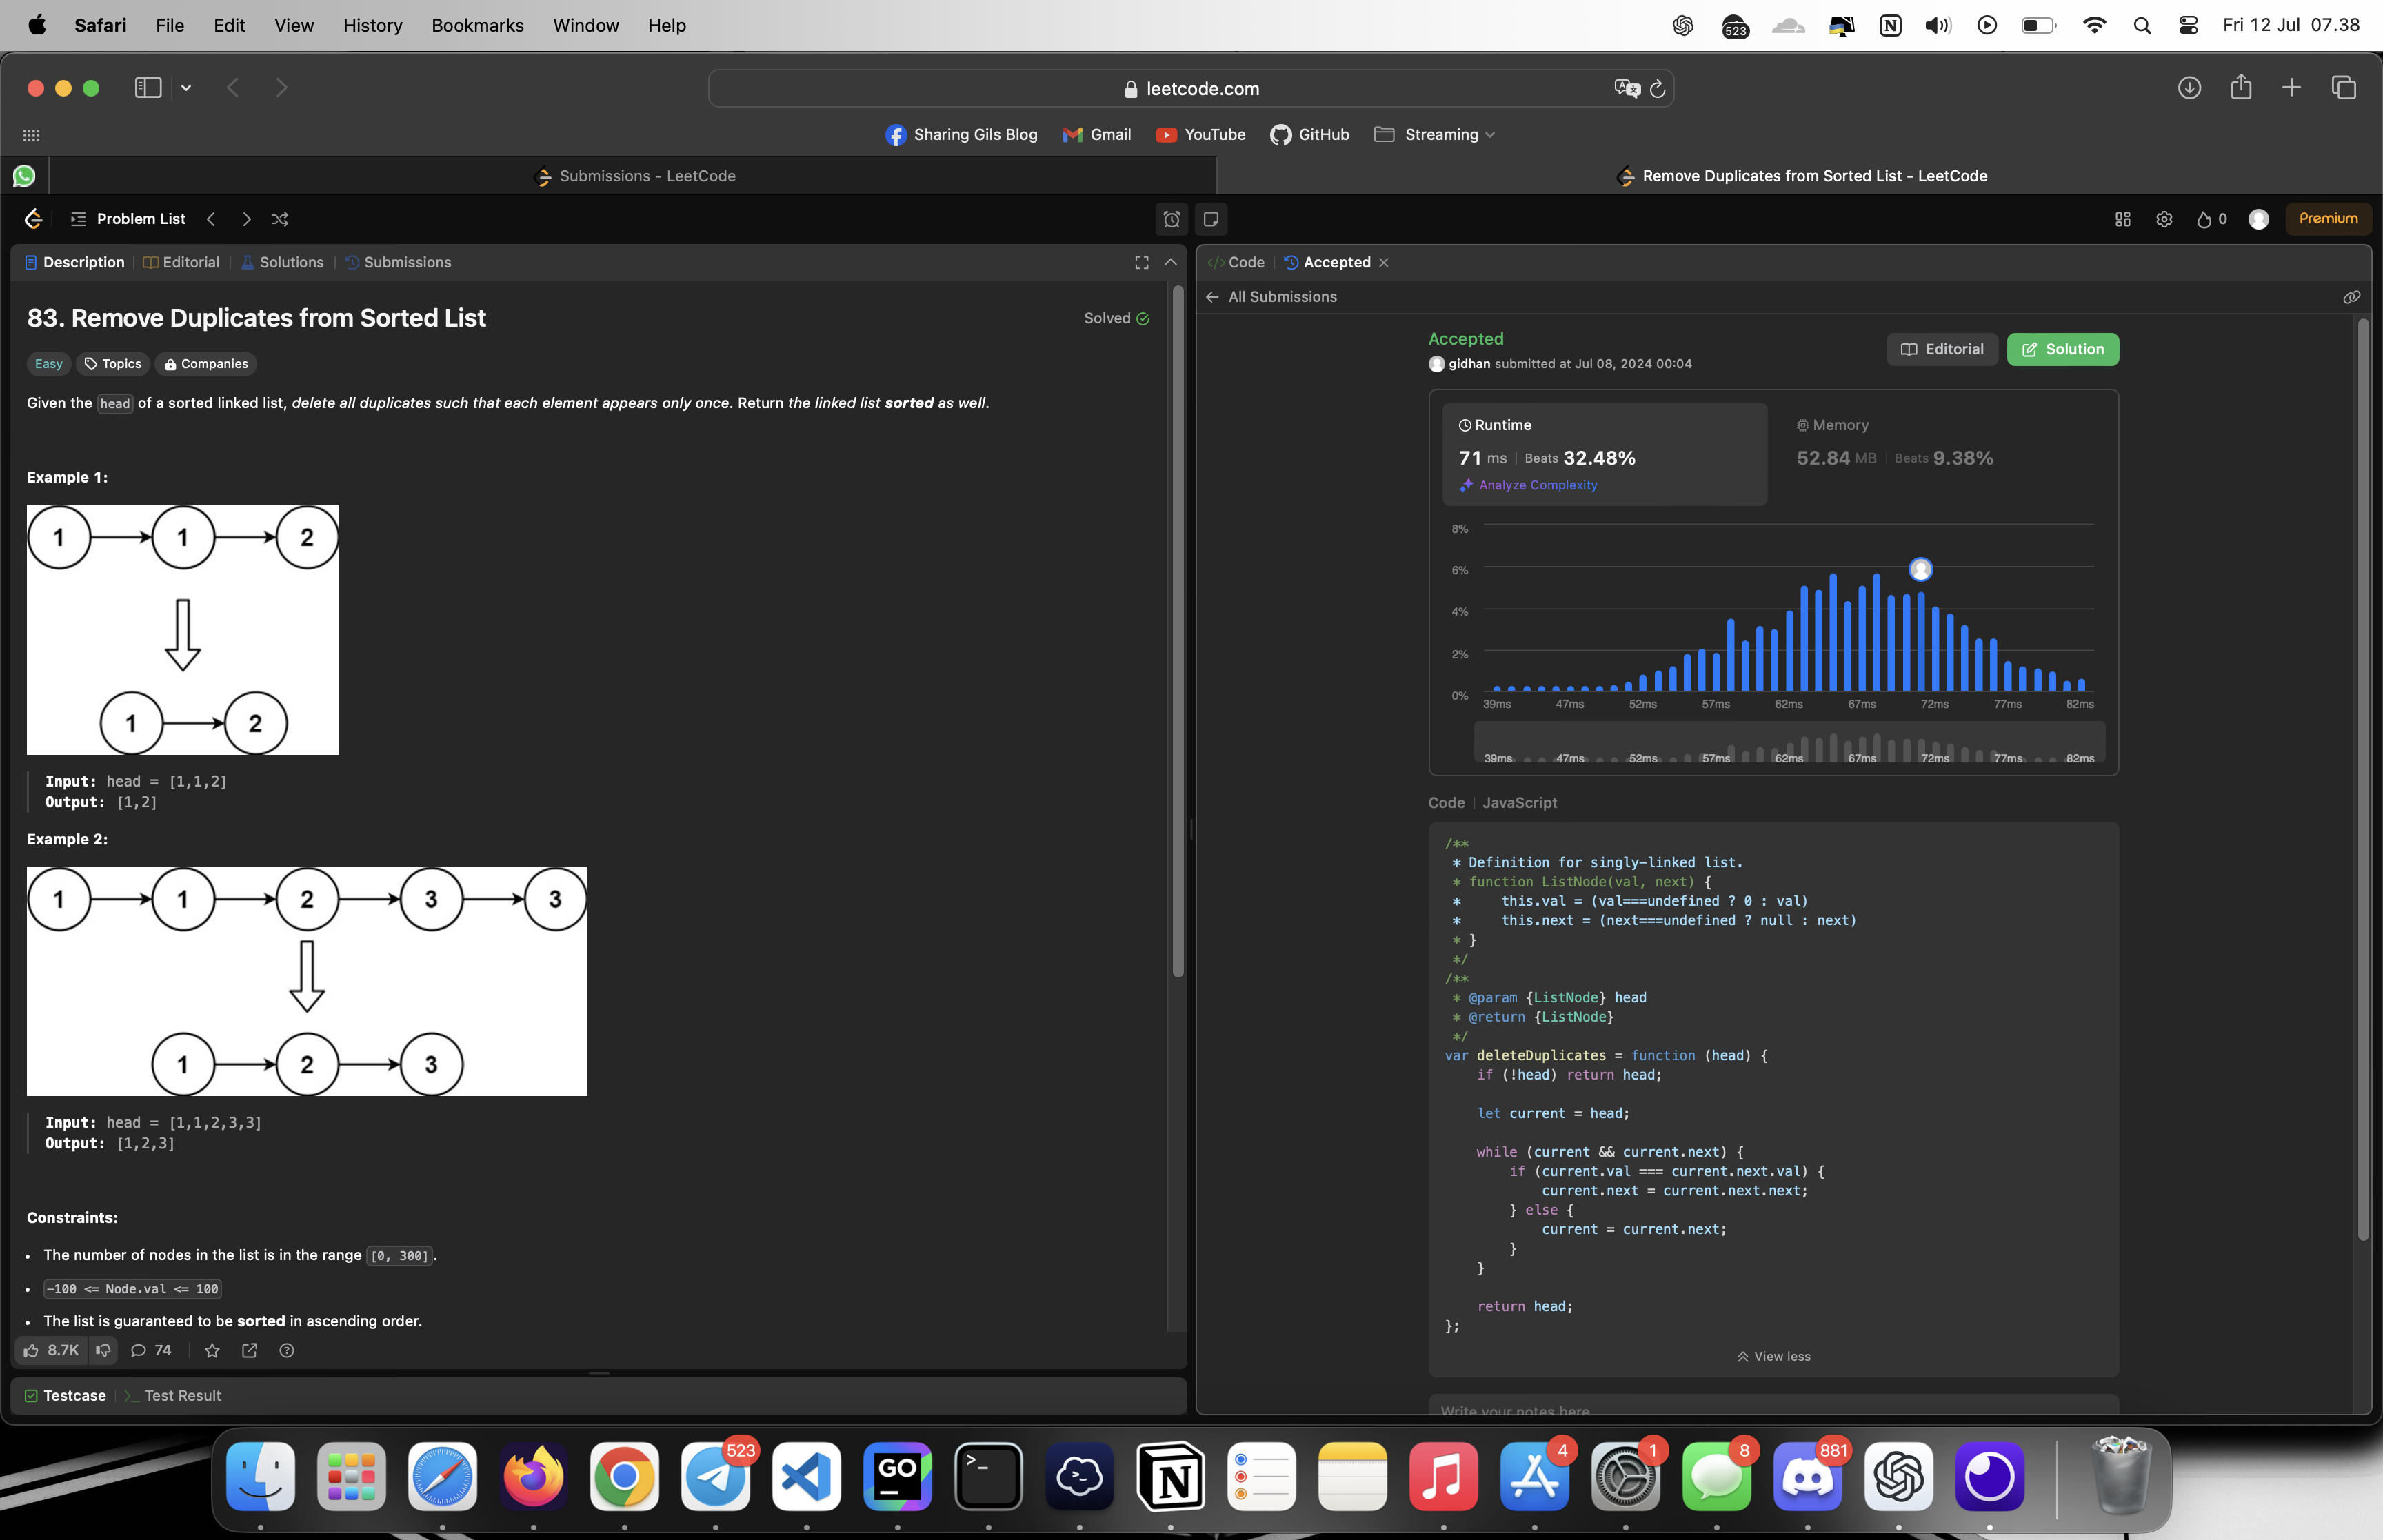 Safari File Edit View History Bookmarks Window Help
523
Fri 12 Jul 07.38
leetcode.com
Sharing Gils Blog Gmail YouTube GitHub Streaming
Submissions - LeetCode
Remove Duplicates from Sorted List - LeetCode
Problem List
0
Premium
Description Editorial Solutions Submissions
83. Remove Duplicates from Sorted List
Solved
Easy Topics Companies
Given the head of a sorted linked list, delete all duplicates such that each element appears only once. Return the linked list sorted as well.
Example 1:
1 1 2
1 2
Input: head = [1,1,2]
Output: [1,2]
Example 2:
1 1 2 3 3
1 2 3
Input: head = [1,1,2,3,3]
Output: [1,2,3]
Constraints:
• The number of nodes in the list is in the range [0, 300].
• -100 <= Node.val <= 100
• The list is guaranteed to be sorted in ascending order.
8.7K 74
Testcase >_ Test Result
</> Code Accepted
All Submissions
Accepted
gidhan submitted at Jul 08, 2024 00:04
Editorial Solution
Runtime
71 ms | Beats 32.48%
Analyze Complexity
Memory
52.84 MB | Beats 9.38%
8%
6%
4%
2%
0%
39ms 47ms 52ms 57ms 62ms 67ms 72ms 77ms 82ms
39ms 47ms 52ms 57ms 62ms 67ms 72ms 77ms 82ms
Code | JavaScript
/**
 * Definition for singly-linked list.
 * function ListNode(val, next) {
 *     this.val = (val===undefined ? 0 : val)
 *     this.next = (next===undefined ? null : next)
 * }
 */
/**
 * @param {ListNode} head
 * @return {ListNode}
 */
var deleteDuplicates = function (head) {
    if (!head) return head;
    let current = head;
    while (current && current.next) {
        if (current.val === current.next.val) {
            current.next = current.next.next;
        } else {
            current = current.next;
        }
    }
    return head;
};
View less
Write your notes here
523 GO 4 1 8 881